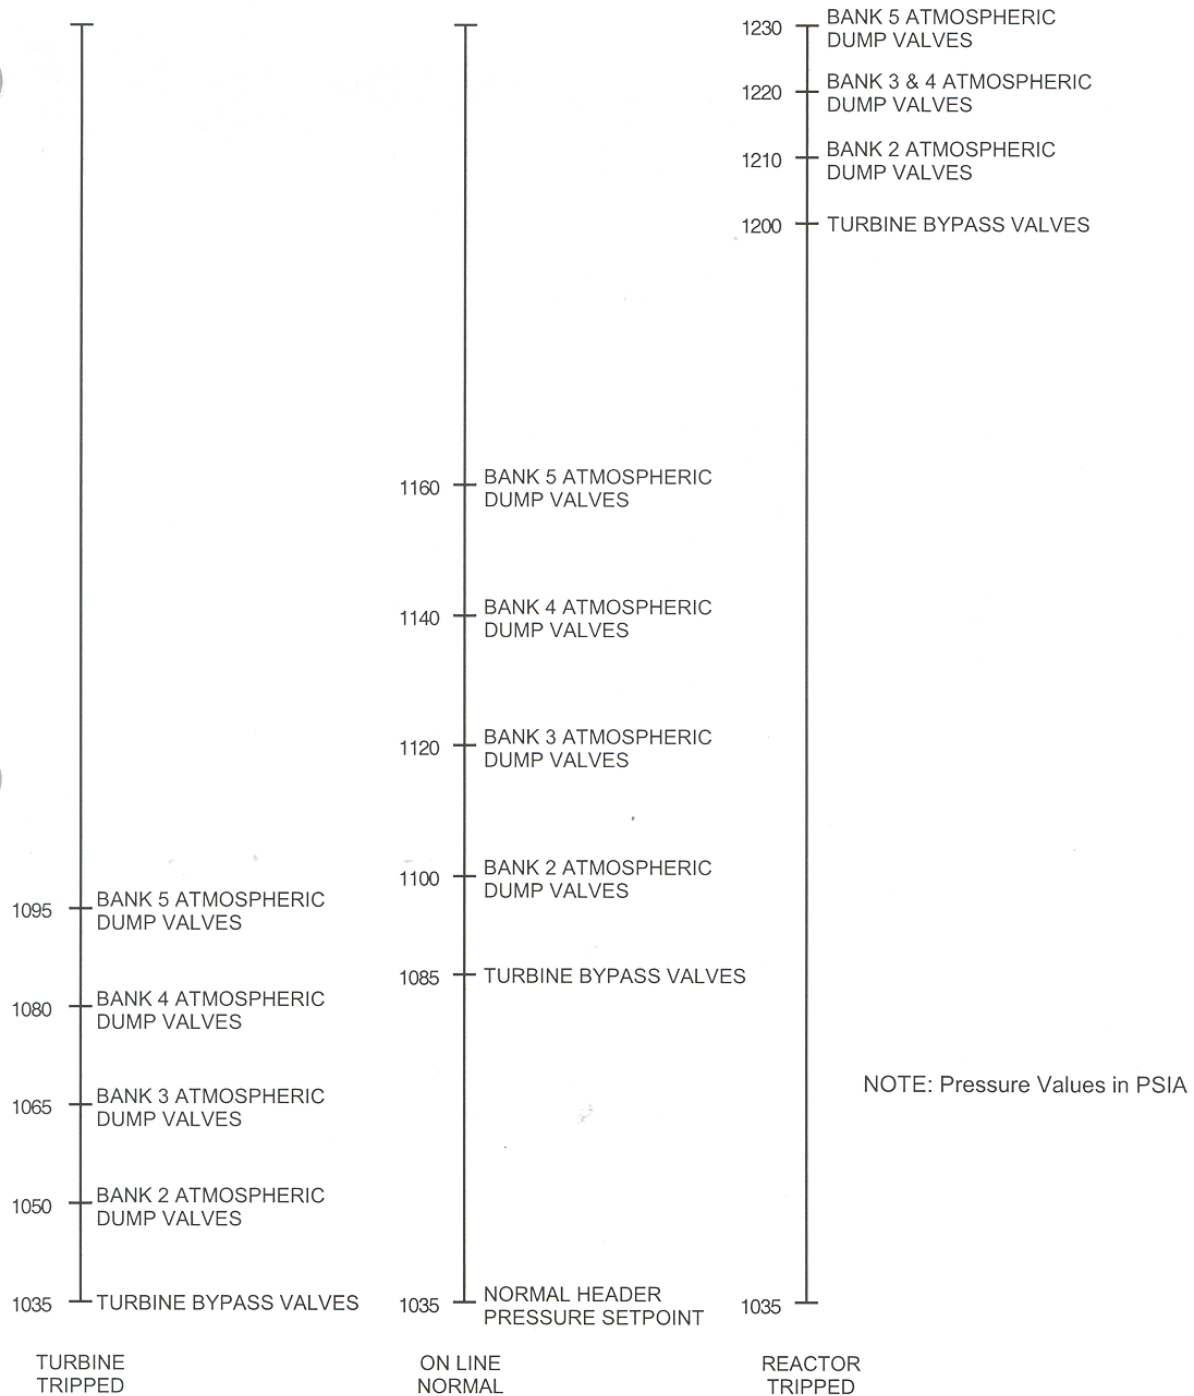 1095
BANK 5 ATMOSPHERIC
DUMP VALVES
1080
BANK 4 ATMOSPHERIC
DUMP VALVES
1065
BANK 3 ATMOSPHERIC
DUMP VALVES
1050
BANK 2 ATMOSPHERIC
DUMP VALVES
1035
TURBINE BYPASS VALVES
TURBINE
TRIPPED
1160
BANK 5 ATMOSPHERIC
DUMP VALVES
1140
BANK 4 ATMOSPHERIC
DUMP VALVES
1120
BANK 3 ATMOSPHERIC
DUMP VALVES
1100
BANK 2 ATMOSPHERIC
DUMP VALVES
1085
TURBINE BYPASS VALVES
1035
NORMAL HEADER
PRESSURE SETPOINT
ON LINE
NORMAL
1230
BANK 5 ATMOSPHERIC
DUMP VALVES
1220
BANK 3 & 4 ATMOSPHERIC
DUMP VALVES
1210
BANK 2 ATMOSPHERIC
DUMP VALVES
1200
TURBINE BYPASS VALVES
1035
REACTOR
TRIPPED
NOTE: Pressure Values in PSIA